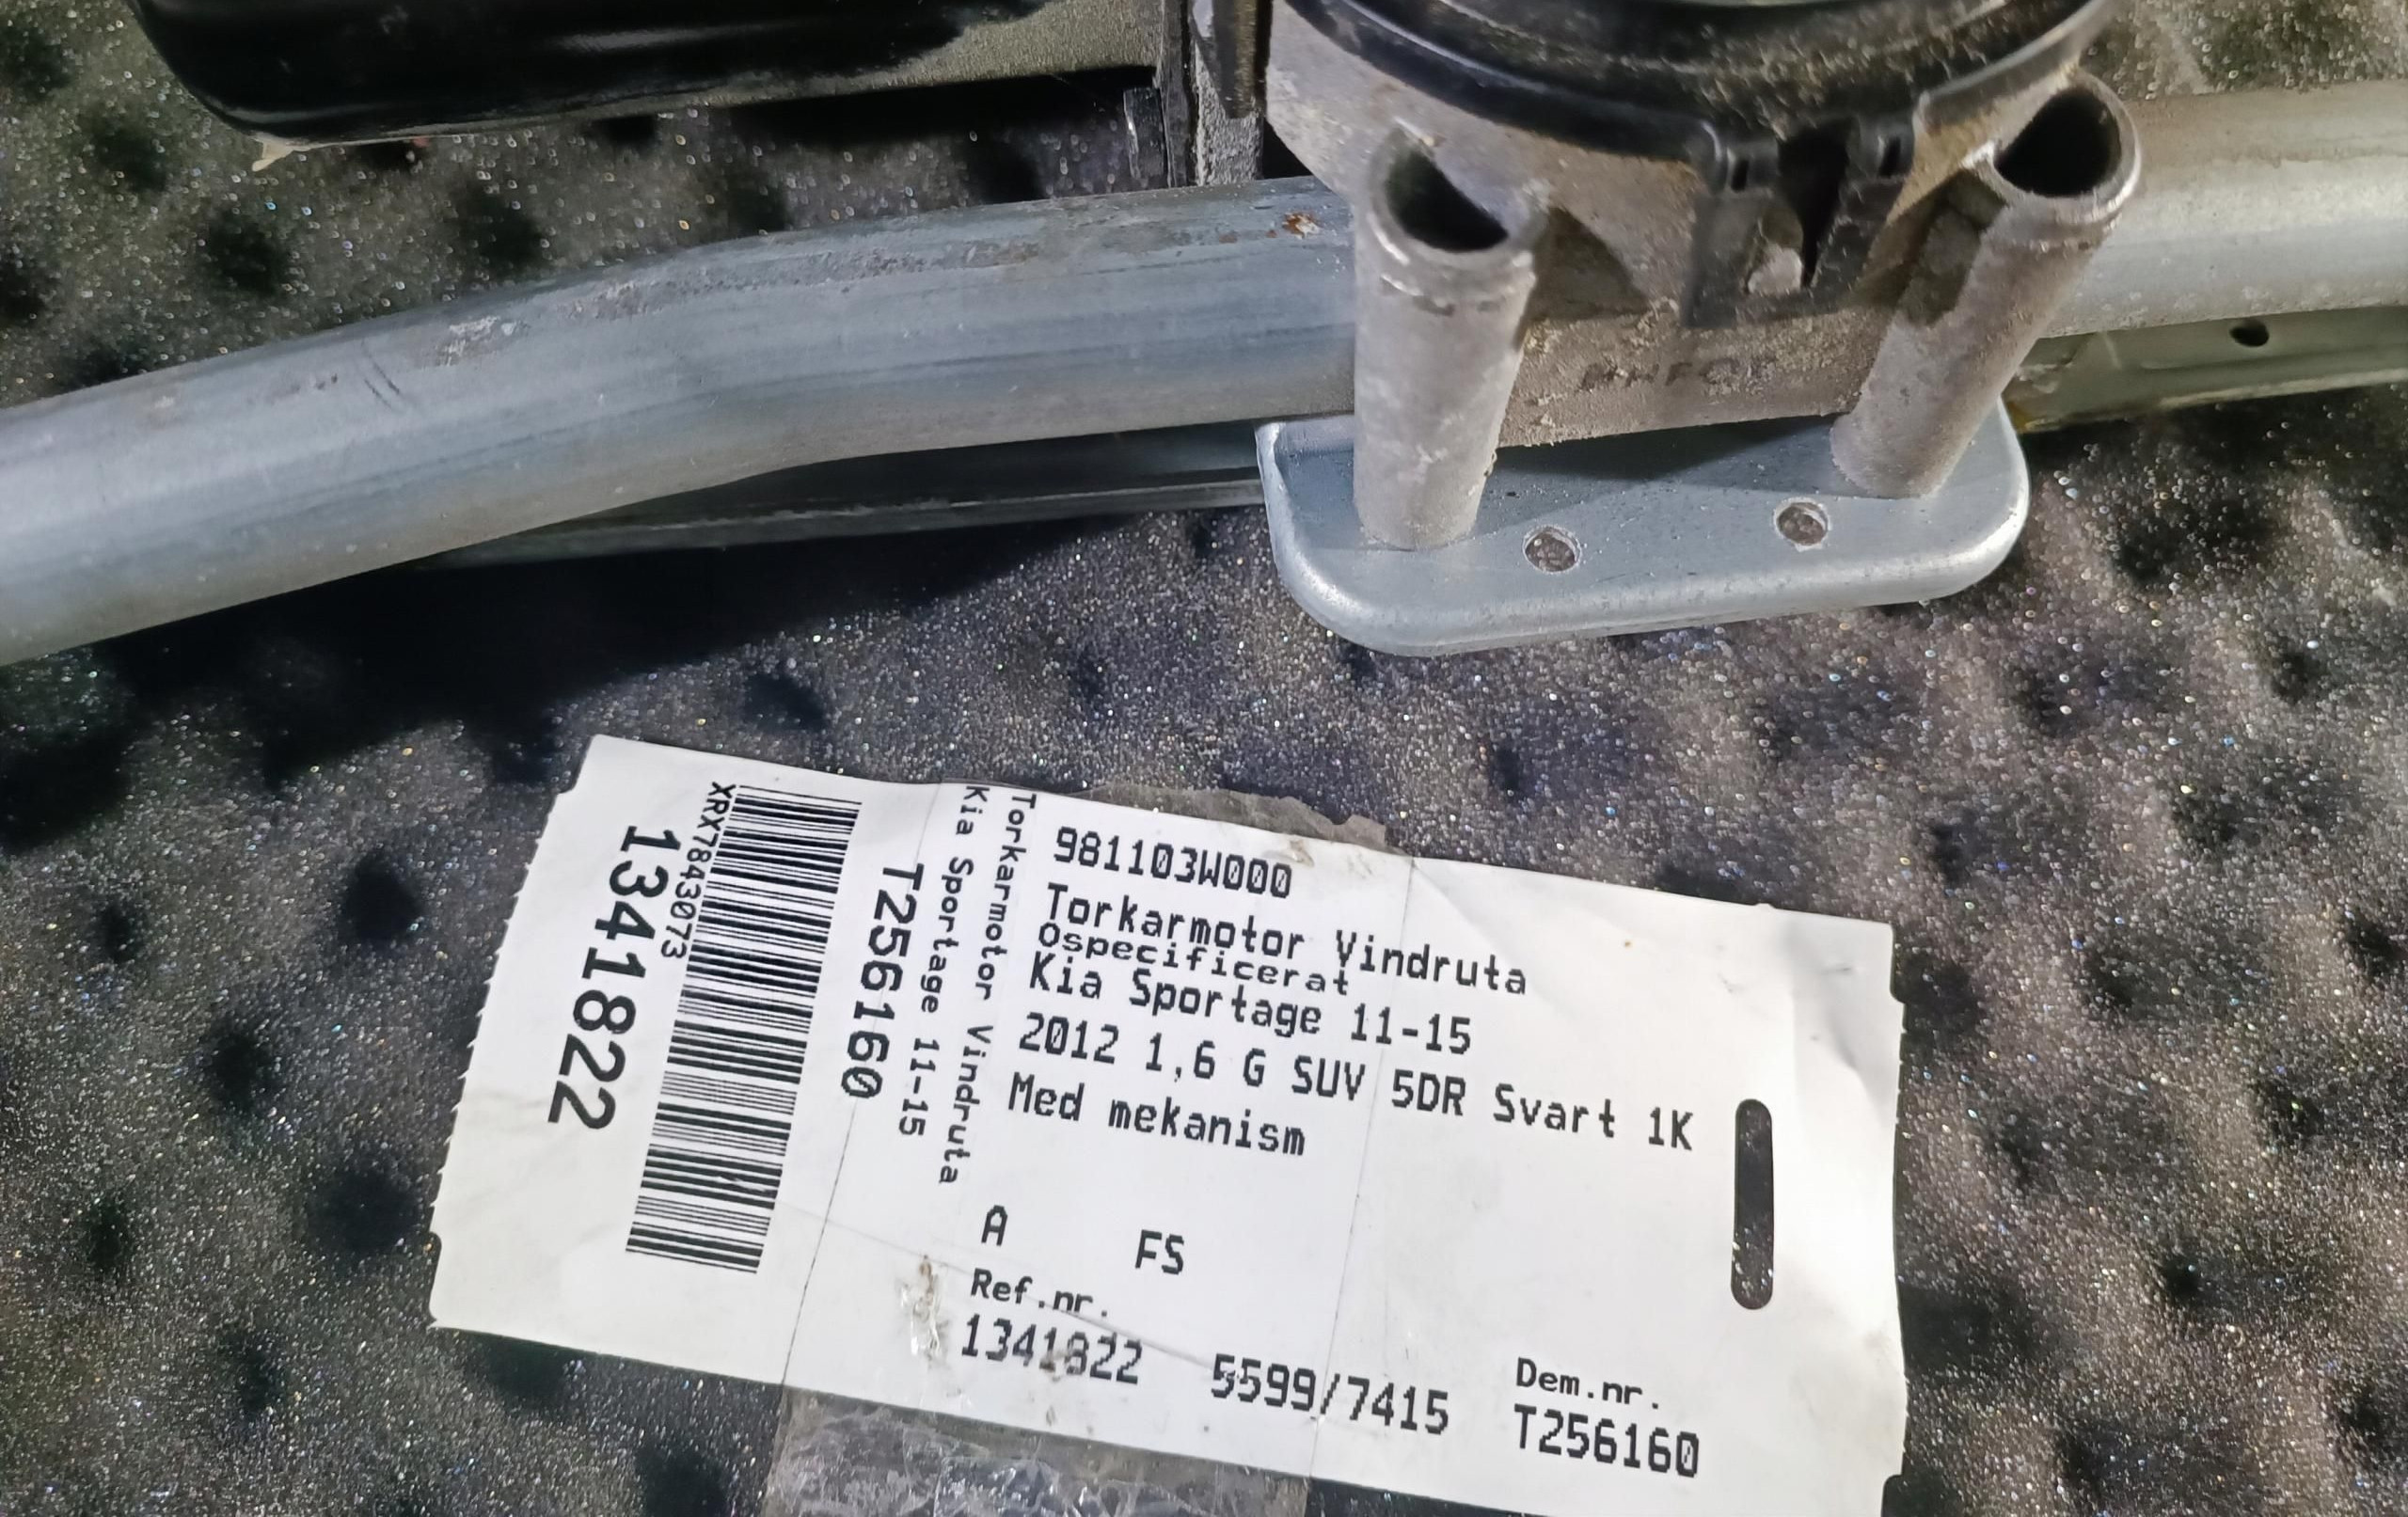 981103W000
Torkarmotor Vindruta
Ospecificerat
Kia Sportage 11-15
2012 1,6 G SUV 5DR Svart 1K
Med mekanism
A FS
Ref.nr.
1341822 5599/7415
Dem.nr.
T256160
Torkarmotor Vindruta
Kia Sportage 11-15
T256160
XRX78430073
1341822